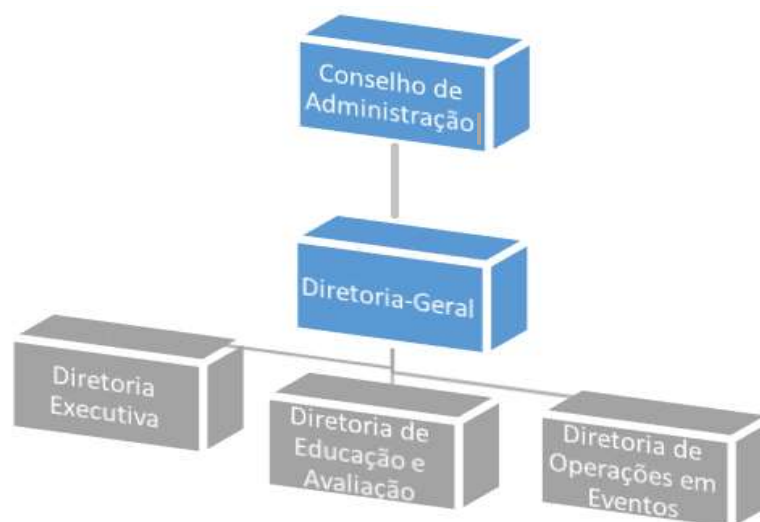 Conselho de
Administração
Diretoria-Geral
Diretoria
Executiva
Diretoria de
Educação e
Avaliação
Diretoria de
Operações em
Eventos